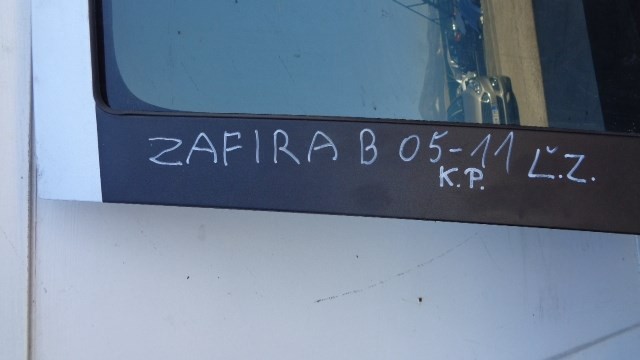 ZAFIRA B 05-11 Ľ.Z.
K.P.